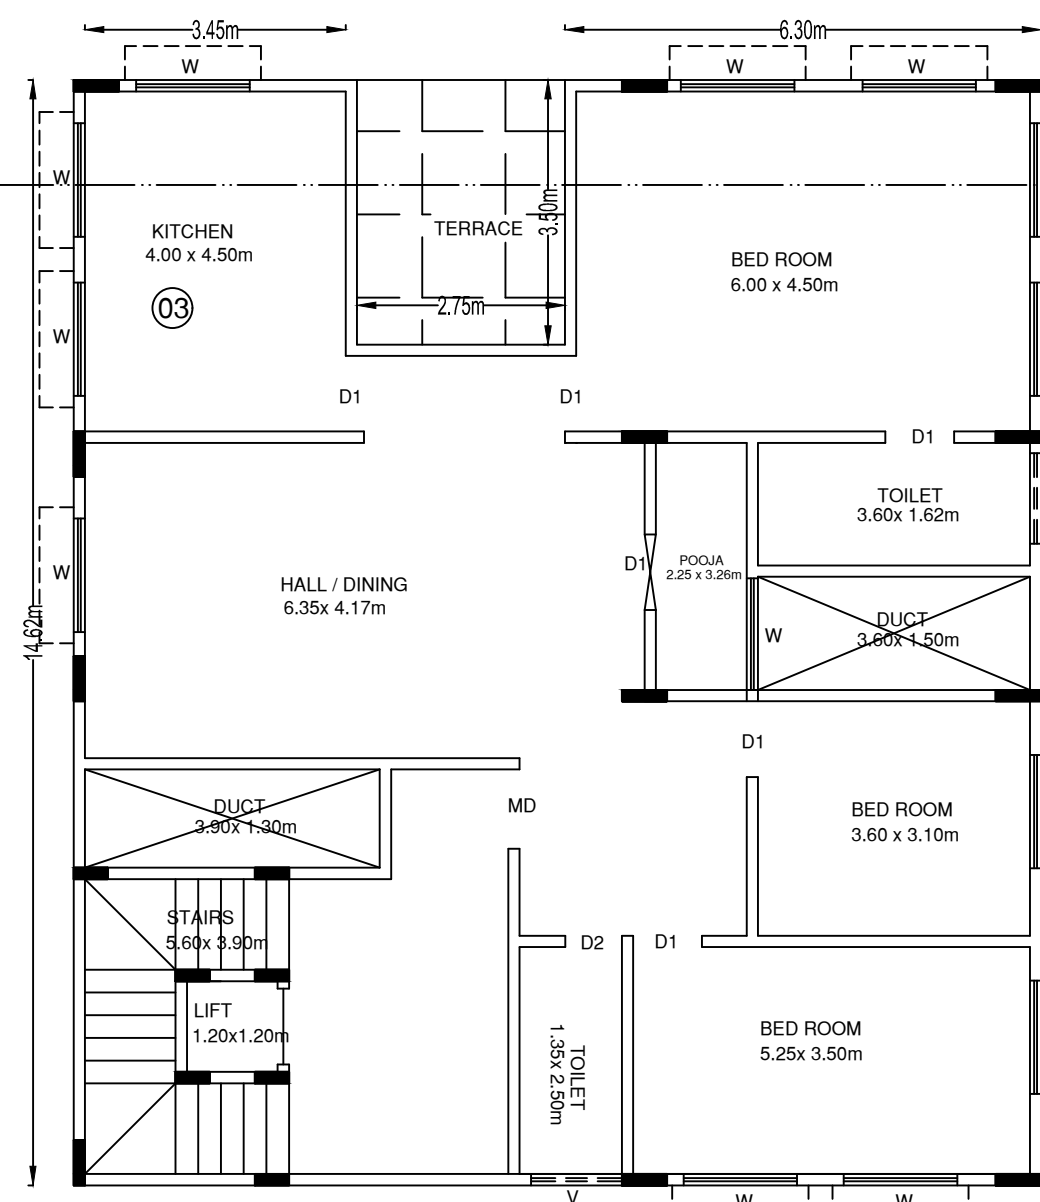 3.45m
6.30m
W
W
W
W
KITCHEN
4.00 x 4.50m
TERRACE
3.50m
BED ROOM
6.00 x 4.50m
03
2.75m
W
D1
D1
D1
TOILET
3.60x 1.62m
W
HALL / DINING
6.35x 4.17m
D1
POOJA
2.25 x 3.26m
14.62m
W
DUCT
3.60x 1.50m
D1
DUCT
3.90x 1.30m
MD
BED ROOM
3.60 x 3.10m
STAIRS
5.60x 3.90m
D2
D1
LIFT
1.20x1.20m
TOILET
1.35x 2.50m
BED ROOM
5.25x 3.50m
V
W
W